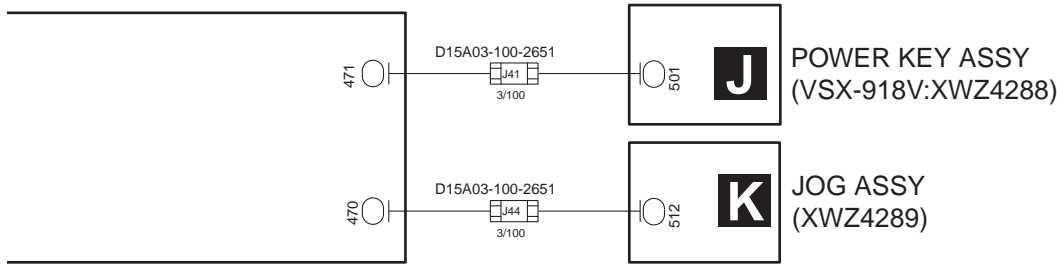 471
D15A03-100-2651
J41
3/100
501
J
POWER KEY ASSY
(VSX-918V:XWZ4288)
470
D15A03-100-2651
J44
3/100
512
K
JOG ASSY
(XWZ4289)